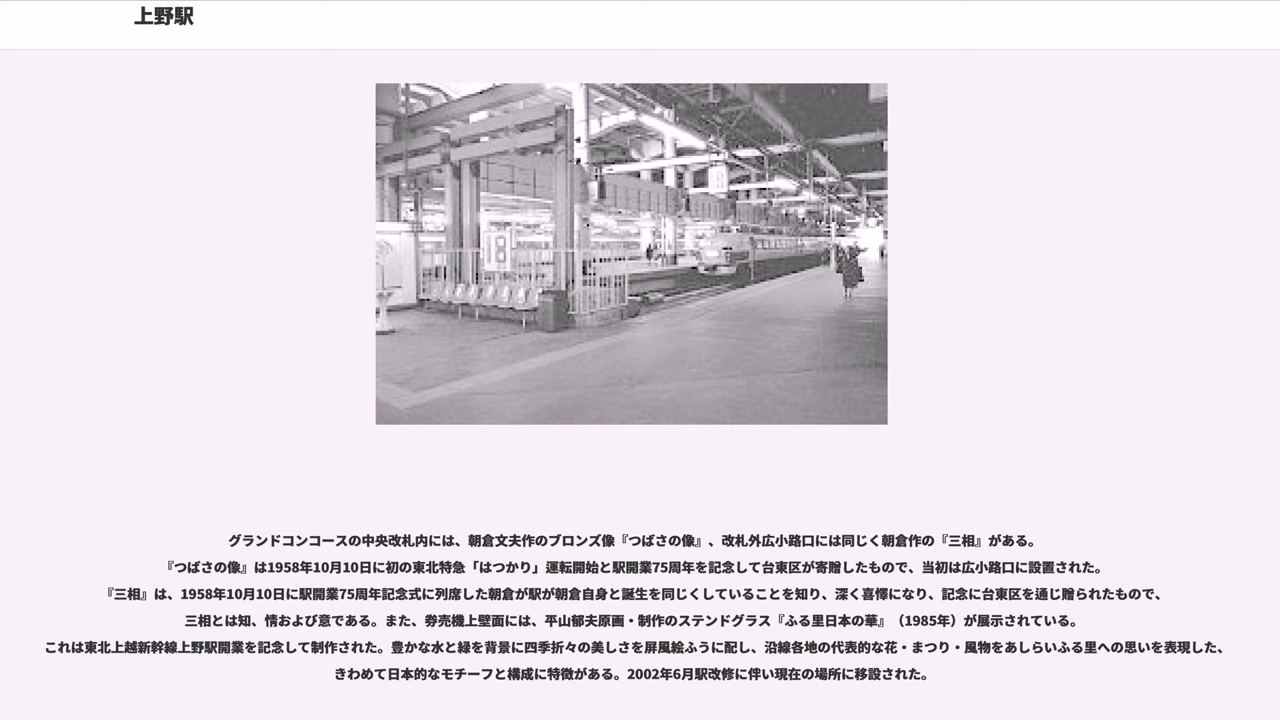 上野駅
18
グランドコンコースの中央改札内には、朝倉文夫作のブロンズ像『つばさの像』、改札外広小路口には同じく朝倉作の『三相』がある。
『つばさの像』は1958年10月10日に初の東北特急「はつかり」運転開始と駅開業75周年を記念して台東区が寄贈したもので、当初は広小路口に設置された。
『三相』は、1958年10月10日に駅開業75周年記念式に列席した朝倉が駅が朝倉自身と誕生を同じくしていることを知り、深く喜懌になり、記念に台東区を通じ贈られたもので、
三相とは知、情および意である。また、券売機上壁面には、平山郁夫原画・制作のステンドグラス『ふる里日本の華』（1985年）が展示されている。
これは東北上越新幹線上野駅開業を記念して制作された。豊かな水と緑を背景に四季折々の美しさを屏風絵ふうに配し、沿線各地の代表的な花・まつり・風物をあしらいふる里への思いを表現した、
きわめて日本的なモチーフと構成に特徴がある。2002年6月駅改修に伴い現在の場所に移設された。